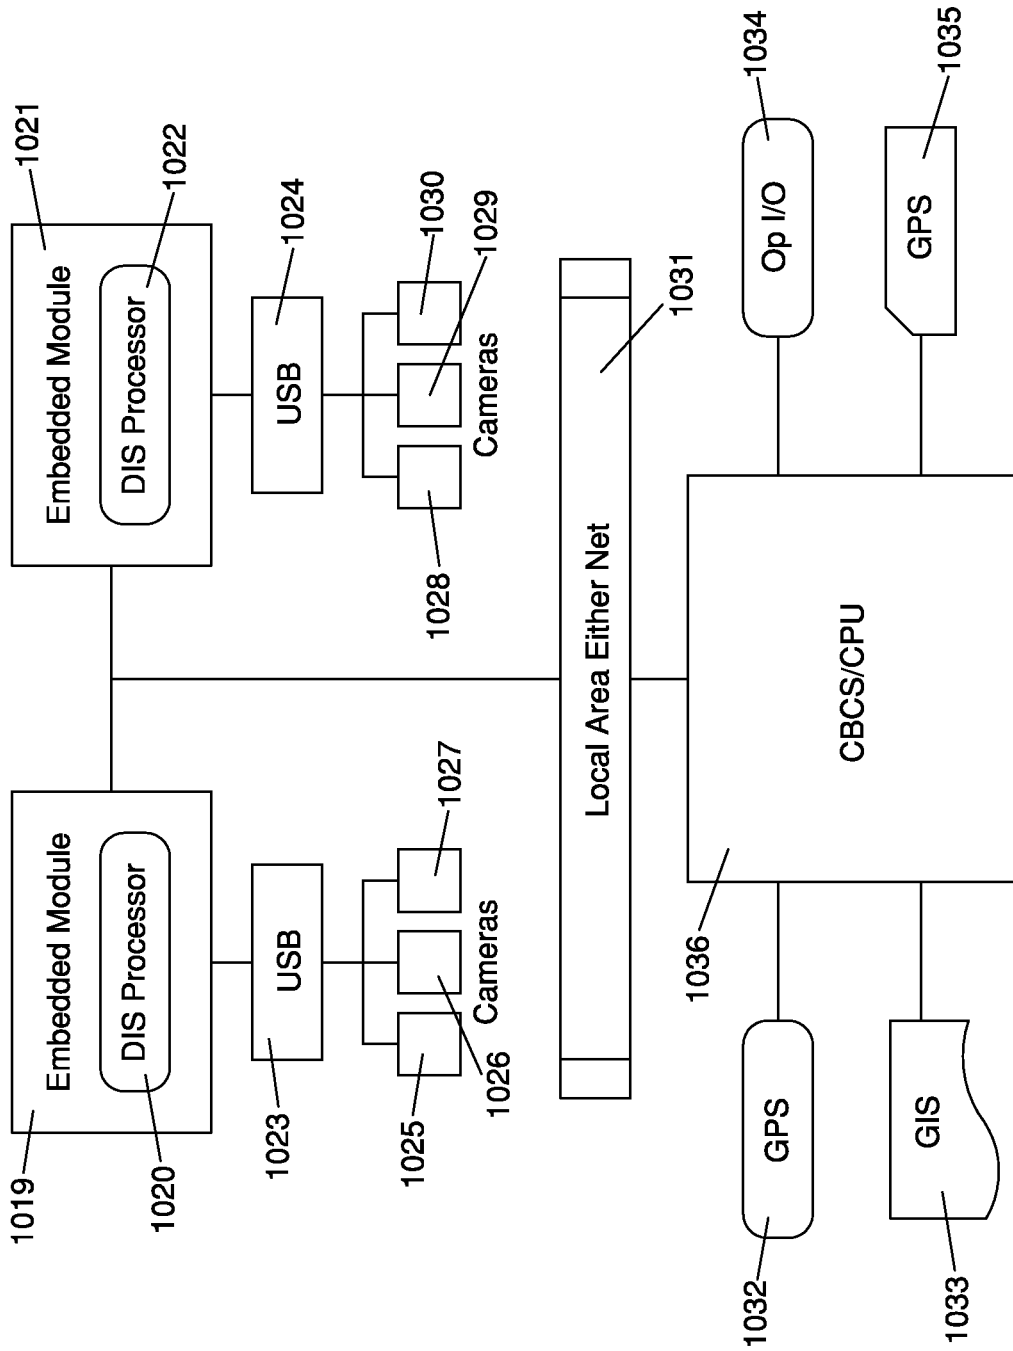 1019
Embedded Module
DIS Processor
1020
1021
Embedded Module
DIS Processor
1022
USB
1023
USB
1024
1025
1026
1027
Cameras
1028
1029
1030
Cameras
Local Area Either Net
1031
GPS
1032
GIS
1033
CBCS/CPU
1036
Op I/O
1034
GPS
1035